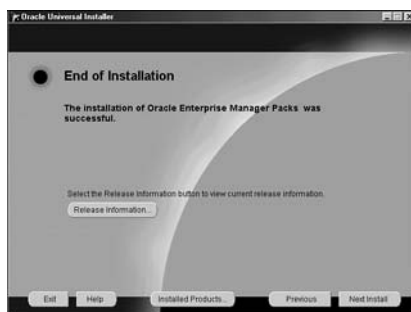 Oracle Universal Installer
End of Installation
The installation of Oracle Enterprise Manager Packs was
successful.
Select the Release Information button to view current release information.
Release Information...
Exit
Help
Installed Products...
Previous
Next Install